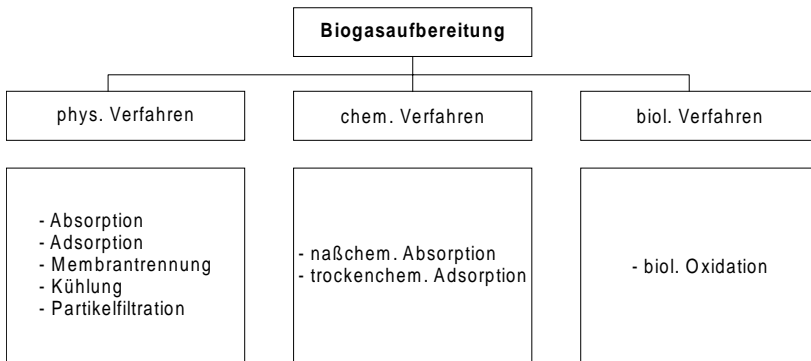 Biogasaufbereitung
phys. Verfahren
chem. Verfahren
biol. Verfahren
- Absorption
- Adsorption
- Membrantrennung
- Kühlung
- Partikelfiltration
- naßchem. Absorption
- trockenchem. Adsorption
- biol. Oxidation